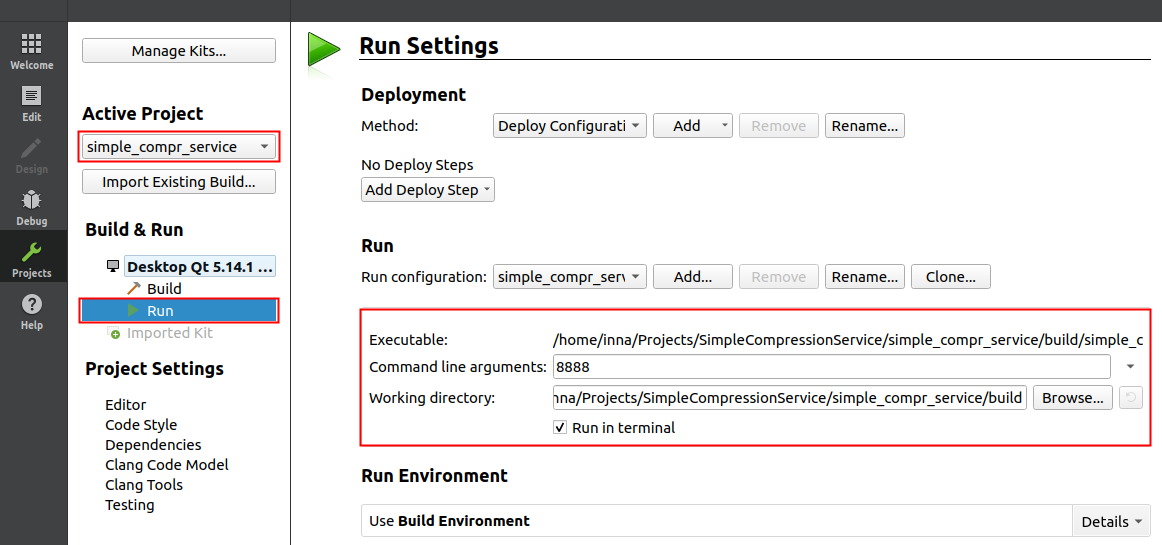 Welcome
Edit
Design
Debug
Projects
Help
Manage Kits...
Active Project
simple_compr_service
Import Existing Build...
Build & Run
Desktop Qt 5.14.1 ...
Build
Run
Imported Kit
Project Settings
Editor
Code Style
Dependencies
Clang Code Model
Clang Tools
Testing
Run Settings
Deployment
Method: Deploy Configurati Add Remove Rename...
No Deploy Steps
Add Deploy Step
Run
Run configuration: simple_compr_serv Add... Remove Rename... Clone...
Executable: /home/inna/Projects/SimpleCompressionService/simple_compr_service/build/simple_c
Command line arguments: 8888
Working directory: nna/Projects/SimpleCompressionService/simple_compr_service/build Browse...
Run in terminal
Run Environment
Use Build Environment Details